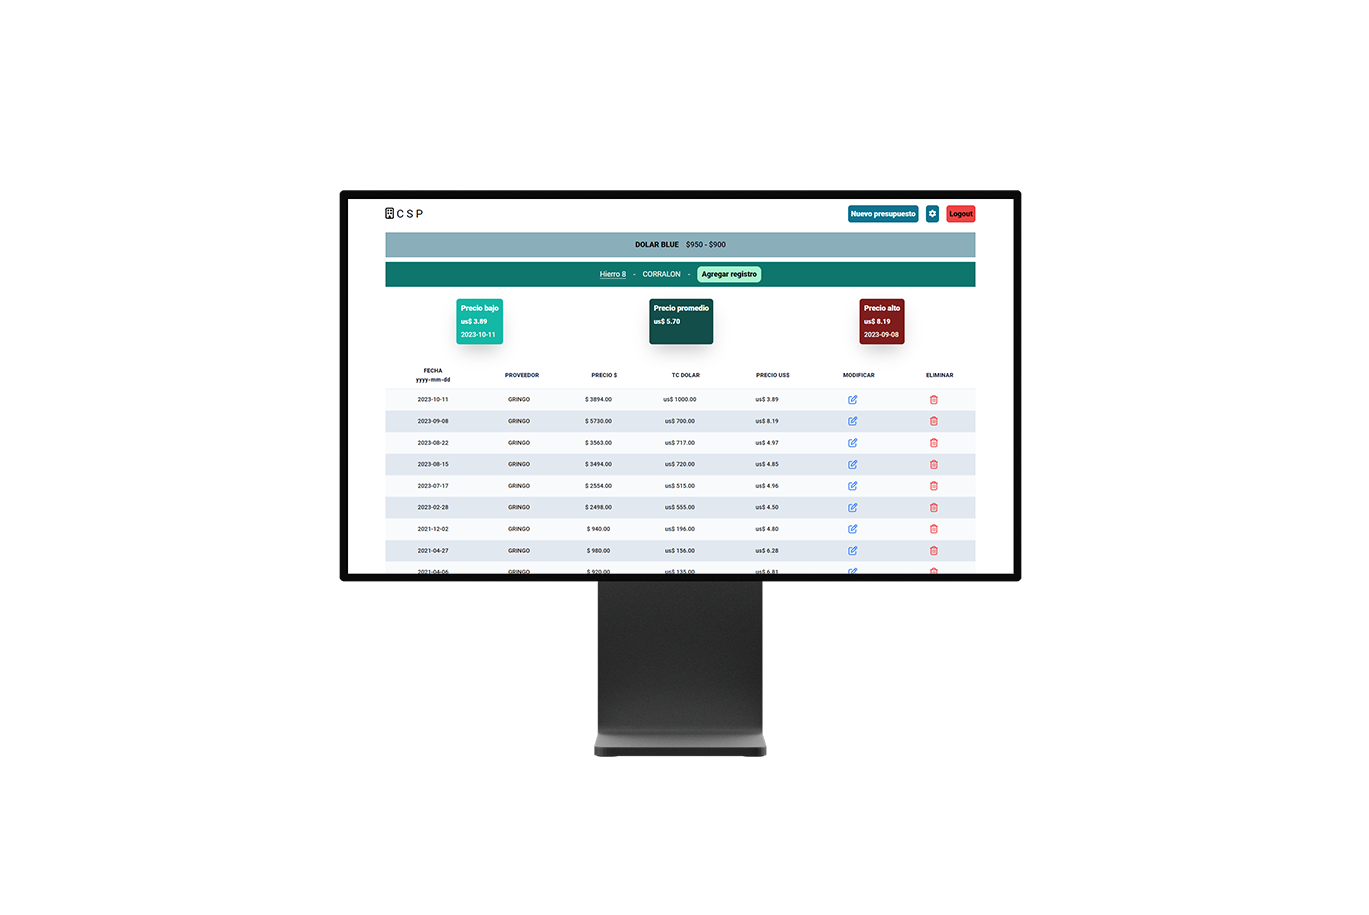 CSP
Nuevo presupuesto
Logout
DOLAR BLUE $950 - $900
Hierro 8 - CORRALON - Agregar registro
Precio bajo
us$ 3.89
2023-10-11
Precio promedio
us$ 5.70
Precio alto
us$ 8.19
2023-09-08
FECHA yyyy-mm-dd PROVEEDOR PRECIO $ TC DOLAR PRECIO US$ MODIFICAR ELIMINAR
2023-10-11 GRINGO $ 3894.00 us$ 1000.00 us$ 3.89
2023-09-08 GRINGO $ 5730.00 us$ 700.00 us$ 8.19
2023-08-22 GRINGO $ 3563.00 us$ 717.00 us$ 4.97
2023-08-15 GRINGO $ 3494.00 us$ 720.00 us$ 4.85
2023-07-17 GRINGO $ 2554.00 us$ 515.00 us$ 4.96
2023-02-28 GRINGO $ 2498.00 us$ 555.00 us$ 4.50
2021-12-02 GRINGO $ 940.00 us$ 196.00 us$ 4.80
2021-04-27 GRINGO $ 980.00 us$ 156.00 us$ 6.28
2021-04-06 GRINGO $ 920.00 us$ 135.00 us$ 6.81